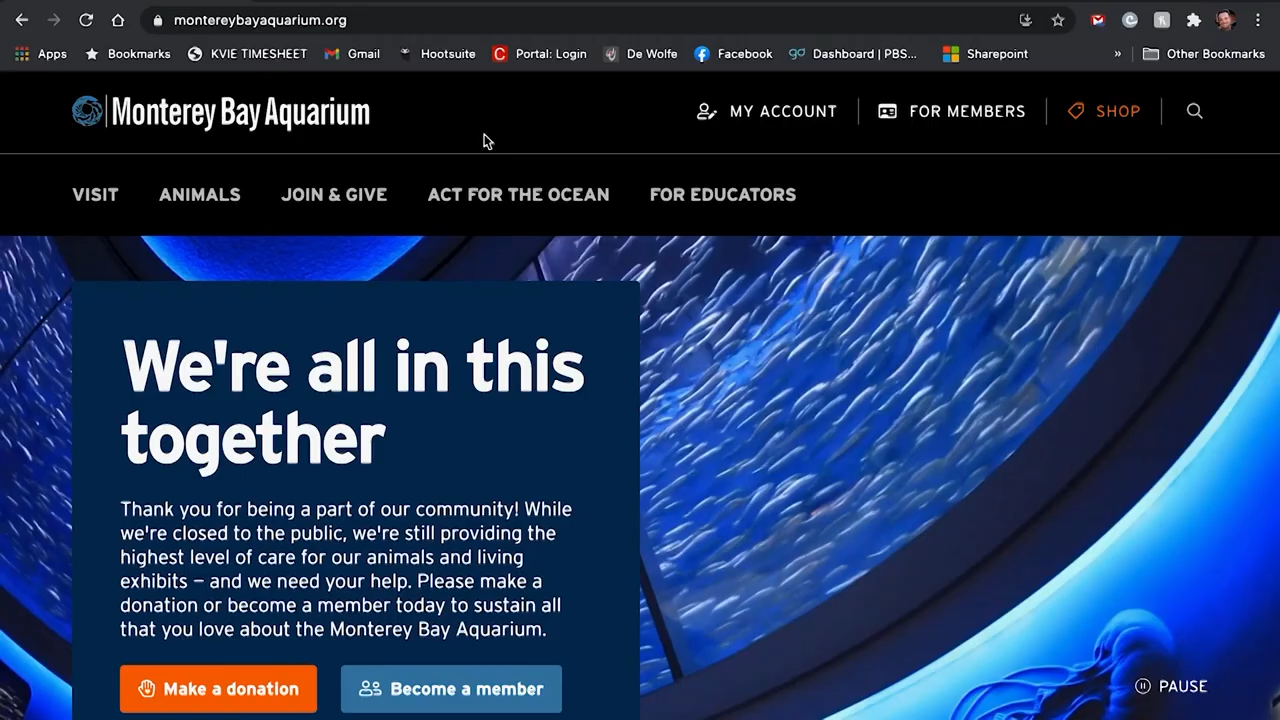 montereybayaquarium.org
Apps Bookmarks KVIE TIMESHEET Gmail Hootsuite Portal: Login De Wolfe Facebook Dashboard | PBS... Sharepoint » Other Bookmarks
Monterey Bay Aquarium MY ACCOUNT FOR MEMBERS SHOP
VISIT ANIMALS JOIN & GIVE ACT FOR THE OCEAN FOR EDUCATORS
We're all in this
together
Thank you for being a part of our community! While
we're closed to the public, we're still providing the
highest level of care for our animals and living
exhibits – and we need your help. Please make a
donation or become a member today to sustain all
that you love about the Monterey Bay Aquarium.
Make a donation Become a member
PAUSE